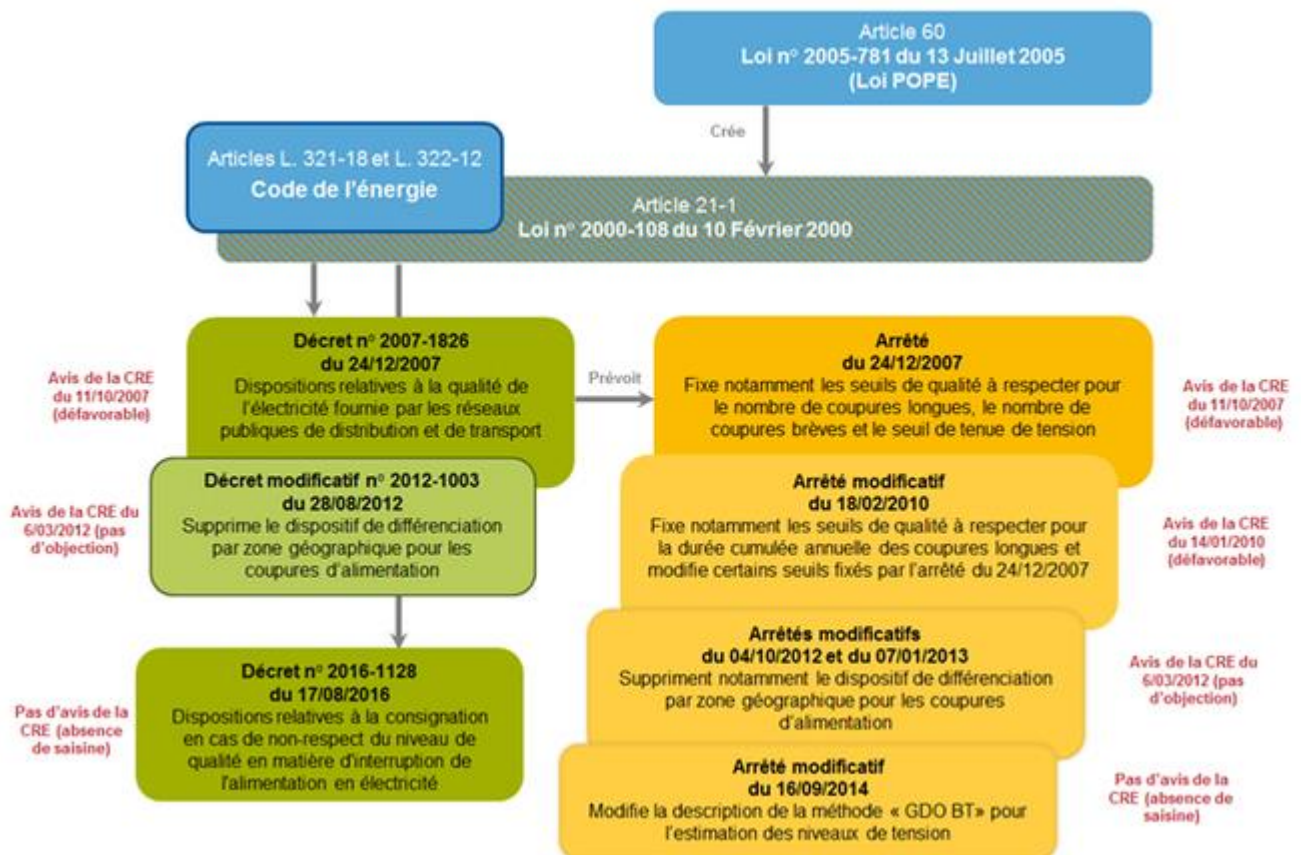 Article 60
Loi n° 2005-781 du 13 Juillet 2005
(Loi POPE)
Crée
Articles L. 321-18 et L. 322-12
Code de l'énergie
Article 21-1
Loi n° 2000-108 du 10 Février 2000
Avis de la CRE
du 11/10/2007
(défavorable)
Décret n° 2007-1826
du 24/12/2007
Dispositions relatives à la qualité de
l'électricité fournie par les réseaux
publiques de distribution et de transport
Prévoit
Arrêté
du 24/12/2007
Fixe notamment les seuils de qualité à respecter pour
le nombre de coupures longues, le nombre de
coupures brèves et le seuil de tenue de tension
Avis de la CRE
du 11/10/2007
(défavorable)
Avis de la CRE du
6/03/2012 (pas
d'objection)
Décret modificatif n° 2012-1003
du 28/08/2012
Supprime le dispositif de différenciation
par zone géographique pour les
coupures d'alimentation
Arrêté modificatif
du 18/02/2010
Fixe notamment les seuils de qualité à respecter pour
la durée cumulée annuelle des coupures longues et
modifie certains seuils fixés par l'arrêté du 24/12/2007
Avis de la CRE
du 14/01/2010
(défavorable)
Arrêtés modificatifs
du 04/10/2012 et du 07/01/2013
Suppriment notamment le dispositif de différenciation
par zone géographique pour les coupures
d'alimentation
Avis de la CRE du
6/03/2012 (pas
d'objection)
Pas d'avis de la
CRE (absence
de saisine)
Décret n° 2016-1128
du 17/08/2016
Dispositions relatives à la consignation
en cas de non-respect du niveau de
qualité en matière d'interruption de
l'alimentation en électricité
Arrêté modificatif
du 16/09/2014
Modifie la description de la méthode « GDO BT» pour
l'estimation des niveaux de tension
Pas d'avis de la
CRE (absence de
saisine)